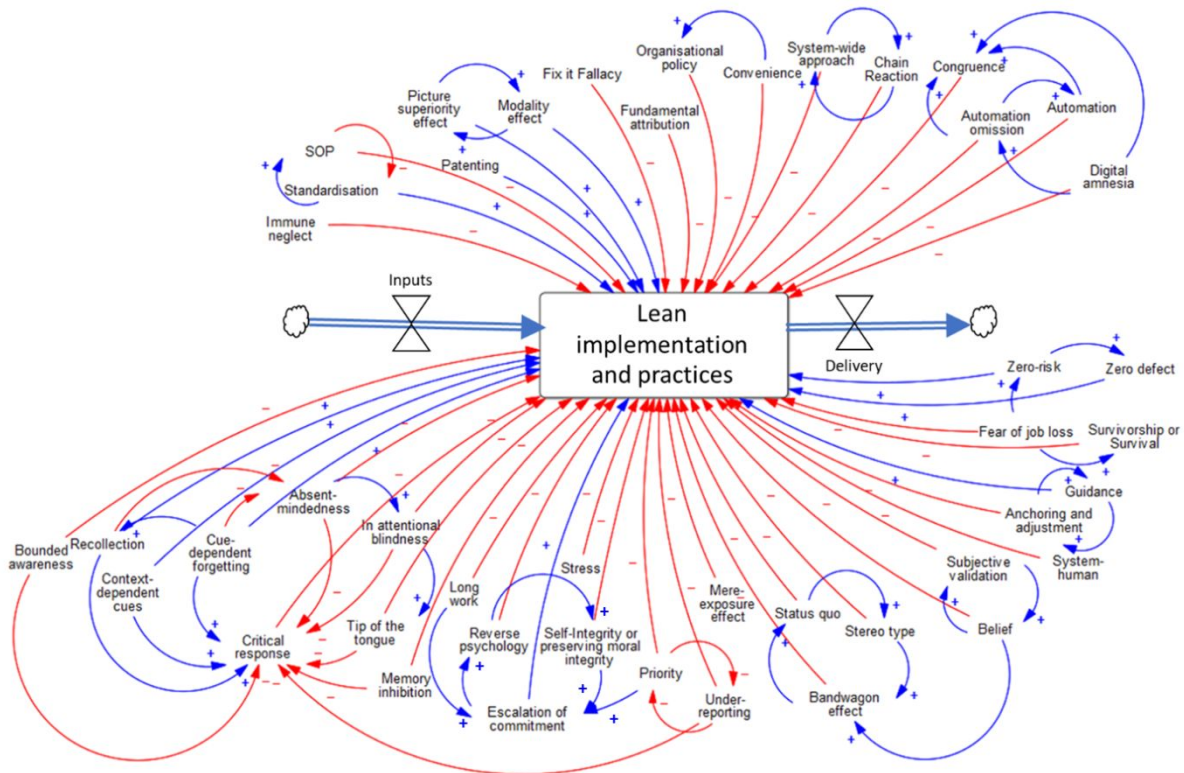 Fix it Fallacy
Organisational
policy
Convenience
System-wide
approach
Chain
Reaction
Congruence
Picture
superiority
effect
Modality
effect
Fundamental
attribution
Automation
omission
Automation
SOP
Patenting
Standardisation
Digital
amnesia
Immune
neglect
Inputs
Lean
implementation
and practices
Delivery
Zero-risk
Zero defect
Fear of job loss
Survivorship or
Survival
Guidance
Anchoring and
adjustment
System-
human
Subjective
validation
Belief
Absent-
mindedness
In attentional
blindness
Bounded
awareness
Recollection
Cue-
dependent
forgetting
Context-
dependent
cues
Critical
response
Tip of the
tongue
Memory
inhibition
Long
work
Reverse
psychology
Stress
Self-Integrity or
preserving moral
integrity
Escalation of
commitment
Priority
Under-
reporting
Mere-
exposure
effect
Status quo
Stereo type
Bandwagon
effect